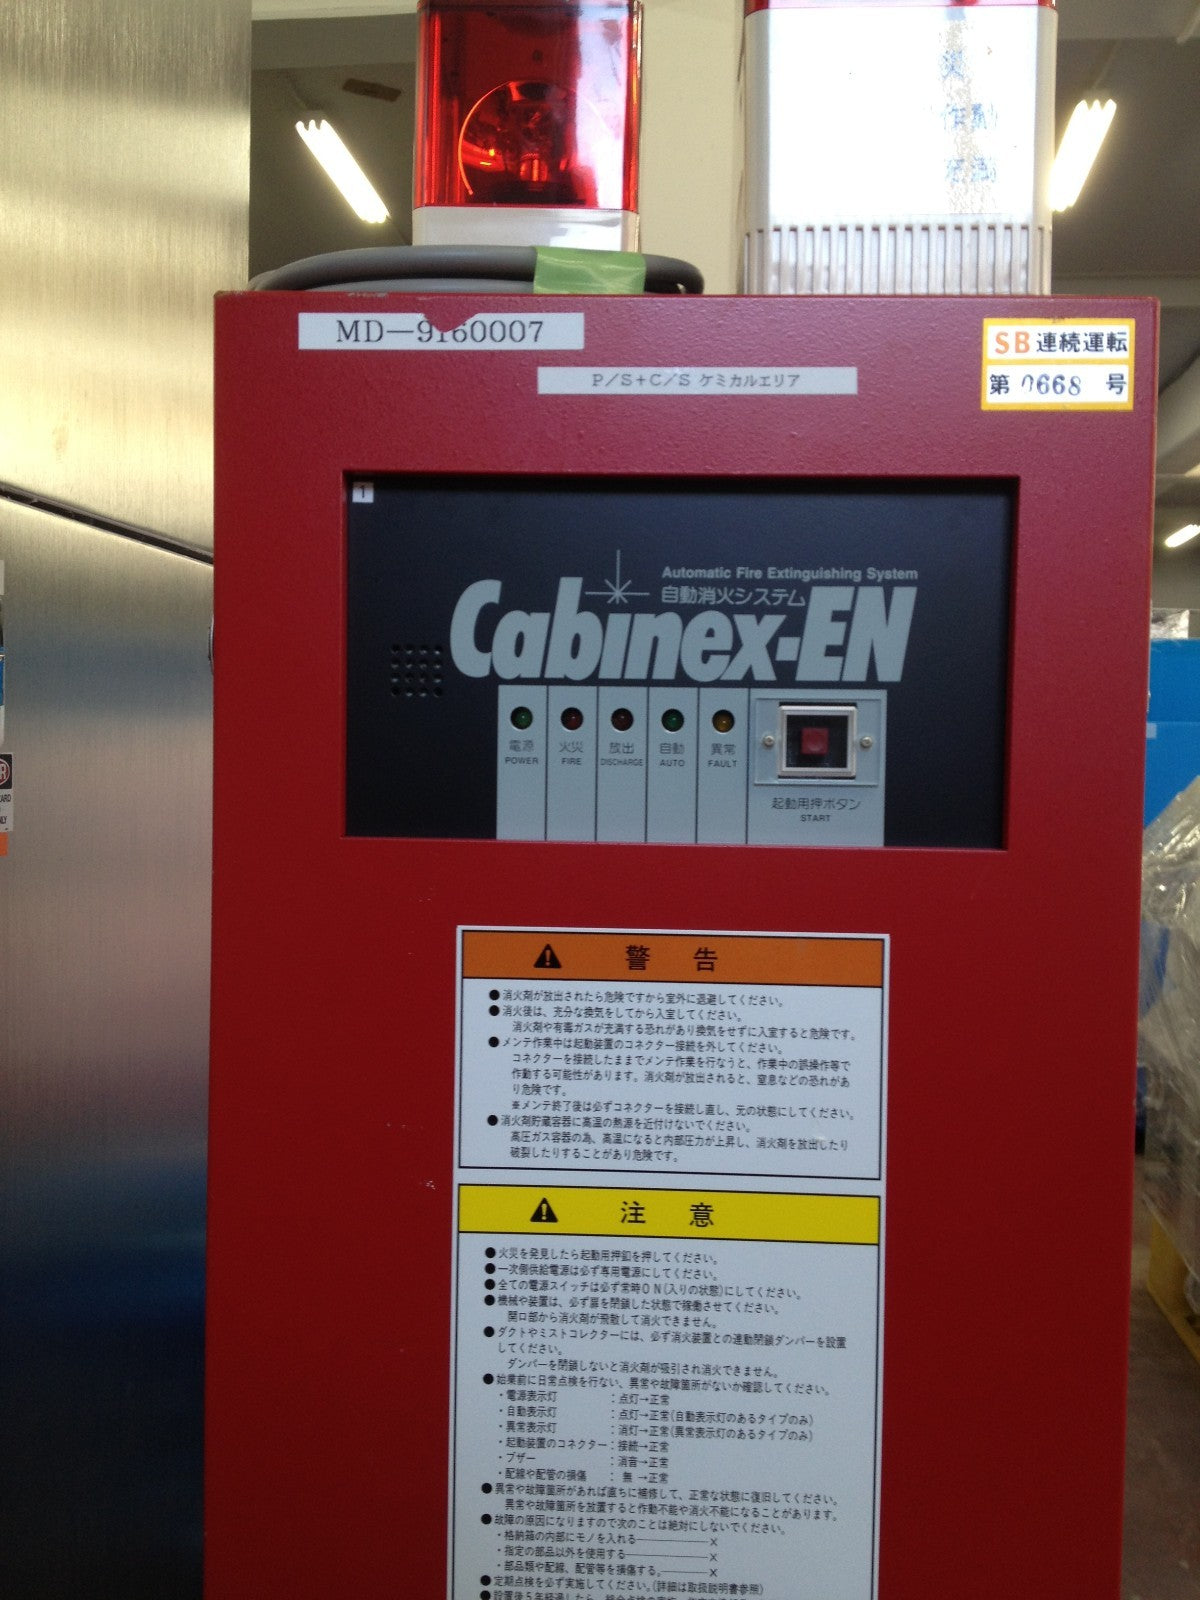 作動
MD-9160007
SB 連続運転
第 0668 号
P/S+C/S ケミカルエリア
1
Automatic Fire Extinguishing System
自動消火システム
Cabinex-EN
電源 火災 放出 自動 異常
POWER FIRE DISCHARGE AUTO FAULT
起動用押ボタン
START
警告
●消火剤が放出されたら危険ですから室外に退避してください。
●消火後は、充分な換気をしてから入室してください。
消火剤や有毒ガスが充満する恐れがあり換気をせずに入室すると危険です。
●メンテ作業中は起動装置のコネクター接続を外してください。
コネクターを接続したままでメンテ作業を行なうと、作業中の誤操作等で
作動する可能性があります。消火剤が放出されると、窒息などの恐れがあ
り危険です。
※メンテ終了後は必ずコネクターを接続し直し、元の状態にしてください。
●消火剤貯蔵容器に高温の熱源を近付けないでください。
高圧ガス容器の為、高温になると内部圧力が上昇し、消火剤を放出したり
破裂したりすることがあり危険です。
注意
●火災を発見したら起動用押釦を押してください。
●一次側供給電源は必ず専用電源にしてください。
●全ての電源スイッチは必ず常時ON(入りの状態)にしてください。
●機械や装置は、必ず扉を閉鎖した状態で稼働させてください。
開口部から消火剤が飛散して消火できません。
●ダクトやミストコレクターには、必ず消火装置との連動閉鎖ダンパーを設置
してください。
ダンパーを閉鎖しないと消火剤が吸引され消火できません。
●始業前に日常点検を行ない、異常や故障箇所がないか確認してください。
・電源表示灯 :点灯→正常
・自動表示灯 :点灯→正常(自動表示灯のあるタイプのみ)
・異常表示灯 :消灯→正常(異常表示灯のあるタイプのみ)
・起動装置のコネクター:接続→正常
・ブザー :消音→正常
・配線や配管の損傷 : 無 →正常
●異常や故障箇所があれば直ちに補修して、正常な状態に復旧してください。
異常や故障箇所を放置すると作動不能や消火不能になることがあります。
●故障の原因になりますので次のことは絶対にしないでください。
・格納箱の内部にモノを入れる―――――×
・指定の部品以外を使用する――――――×
・部品類や配線、配管等を損傷する。―――×
●定期点検を必ず実施してください。(詳細は取扱説明書参照)
●設置後5年経過したら